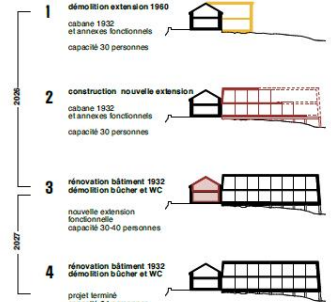 1
démolition extension 1960
cabane 1932
et annexes fonctionnels
capacité 30 personnes
2026
2
construction nouvelle extension
cabane 1932
et annexes fonctionnels
capacité 30 personnes
3
rénovation bâtiment 1932
démolition bûcher et WC
nouvelle extension
fonctionnelle
capacité 30-40 personnes
2027
4
rénovation bâtiment 1932
démolition bûcher et WC
projet terminé